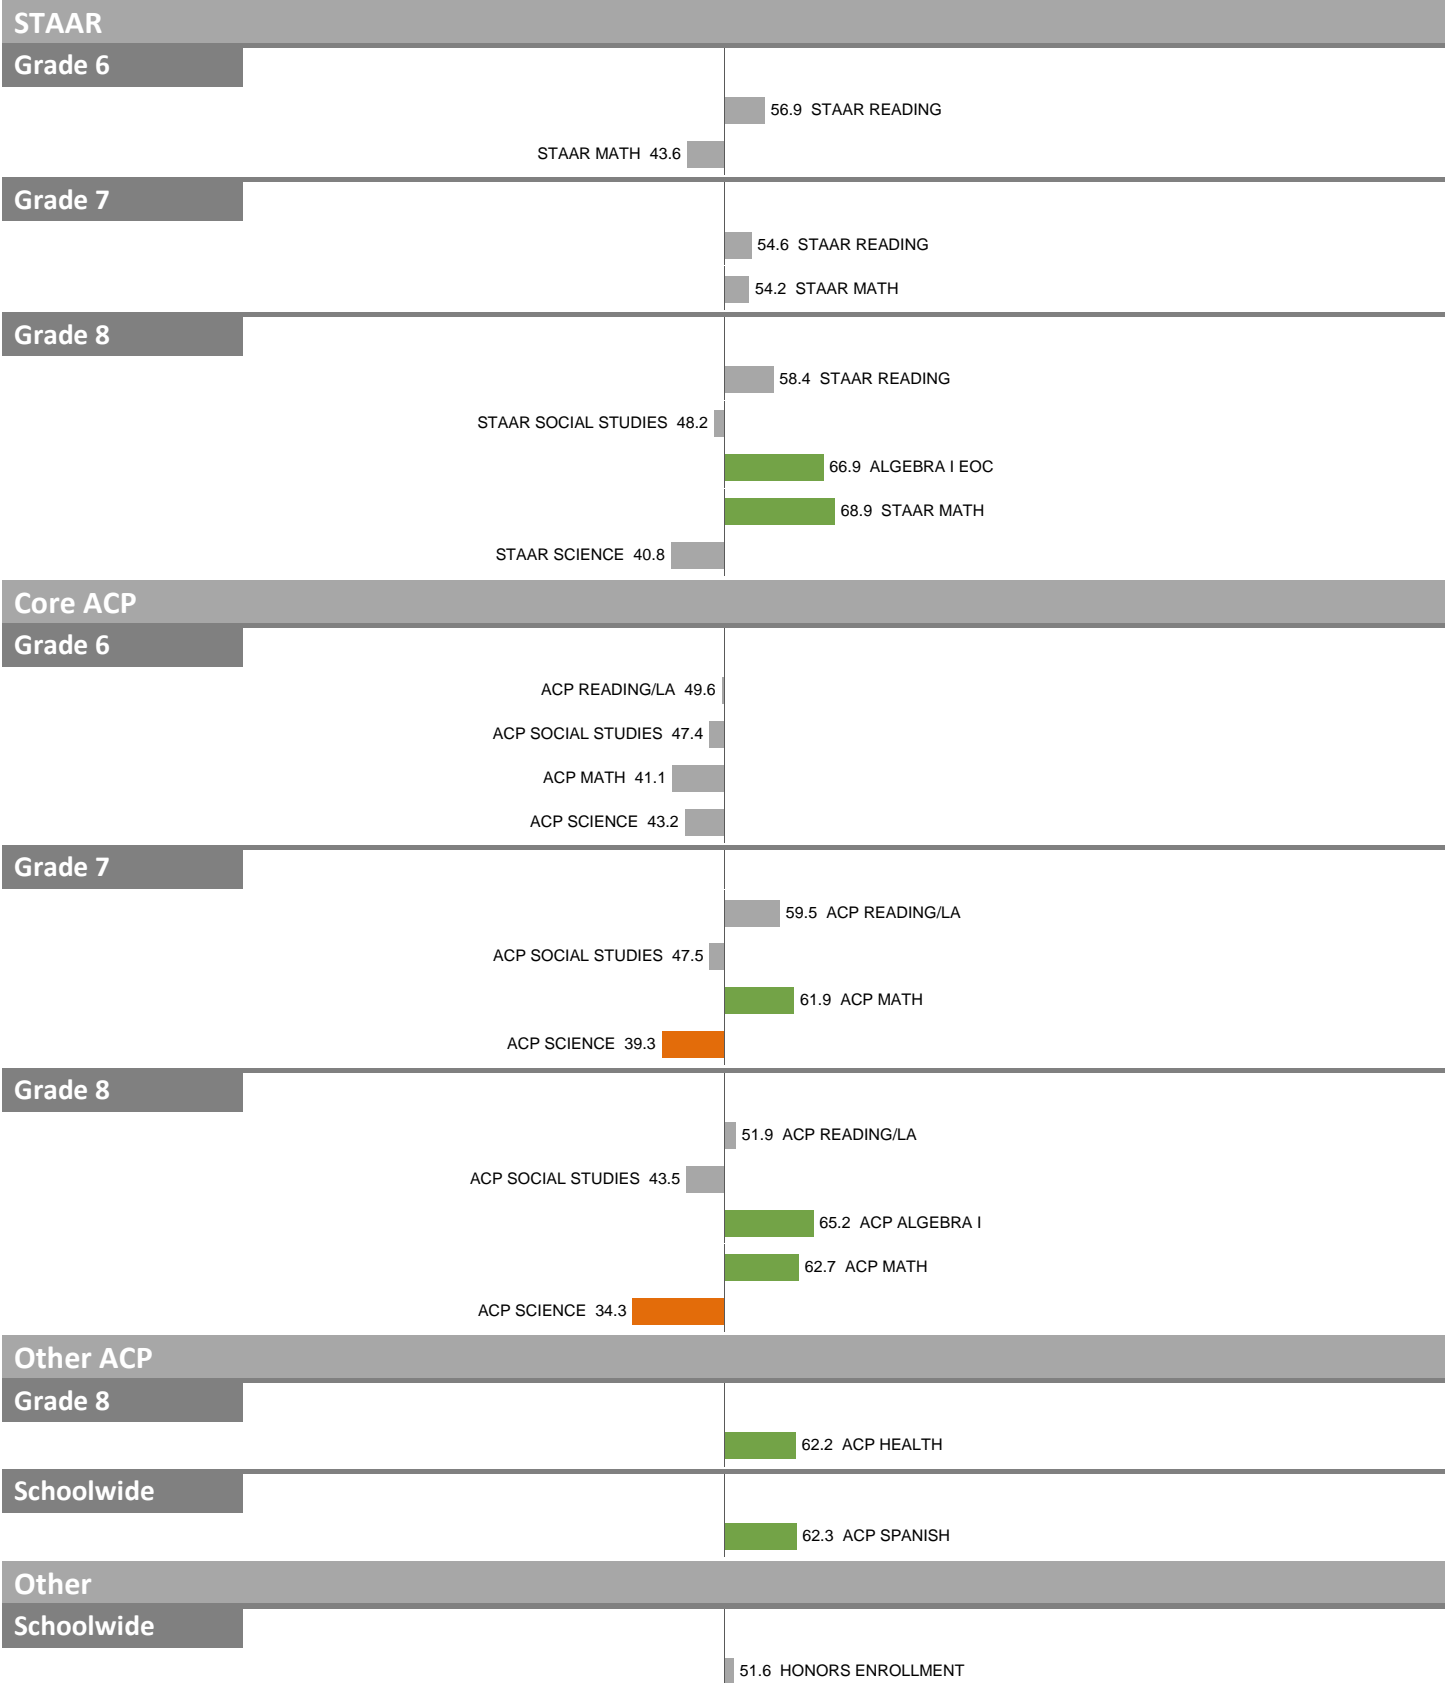 STAAR
Grade 6
56.9 STAAR READING
STAAR MATH 43.6
Grade 7
54.6 STAAR READING
54.2 STAAR MATH
Grade 8
58.4 STAAR READING
STAAR SOCIAL STUDIES 48.2
66.9 ALGEBRA I EOC
68.9 STAAR MATH
STAAR SCIENCE 40.8
Core ACP
Grade 6
ACP READING/LA 49.6
ACP SOCIAL STUDIES 47.4
ACP MATH 41.1
ACP SCIENCE 43.2
Grade 7
59.5 ACP READING/LA
ACP SOCIAL STUDIES 47.5
61.9 ACP MATH
ACP SCIENCE 39.3
Grade 8
51.9 ACP READING/LA
ACP SOCIAL STUDIES 43.5
65.2 ACP ALGEBRA I
62.7 ACP MATH
ACP SCIENCE 34.3
Other ACP
Grade 8
62.2 ACP HEALTH
Schoolwide
62.3 ACP SPANISH
Other
Schoolwide
51.6 HONORS ENROLLMENT